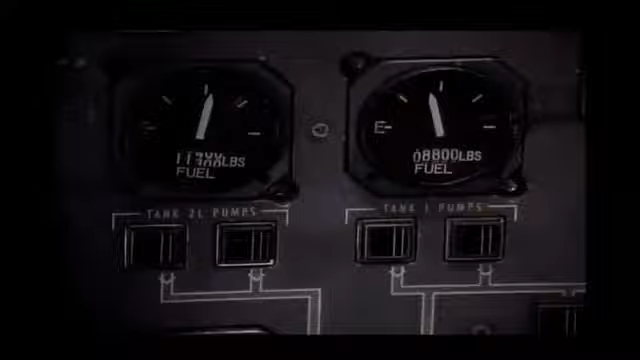 LBS
FUEL
E
08800LBS
FUEL
TANK 2L PUMPS
TANK 1 PUMPS